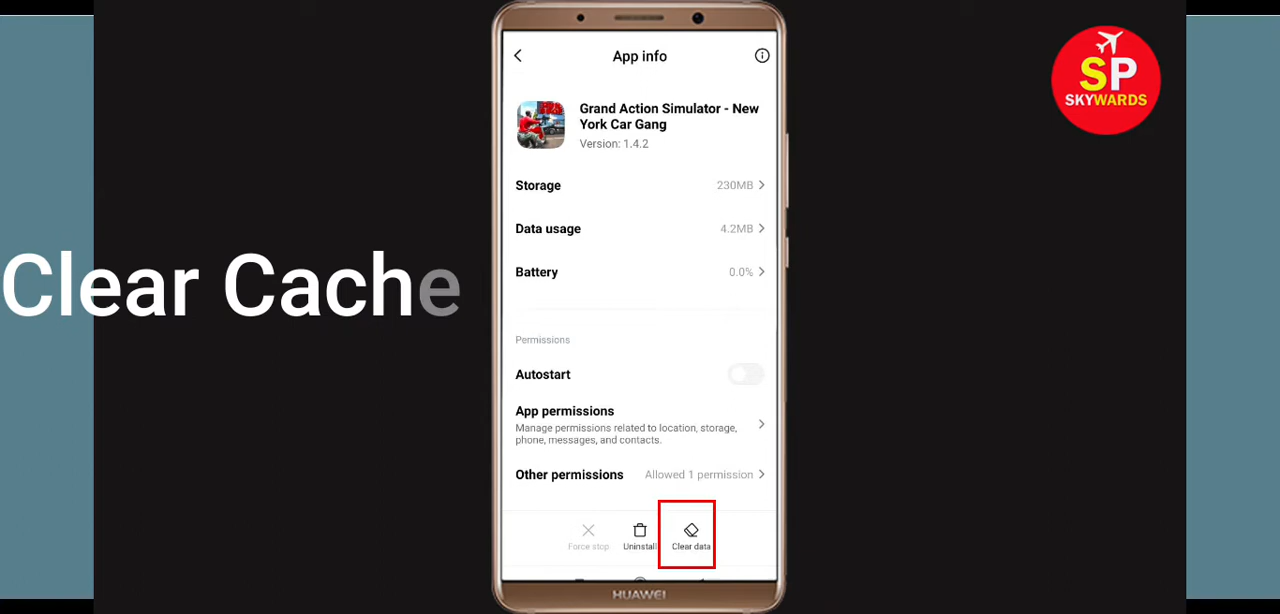 App info
SP
SKYWARDS
Grand Action Simulator - New
York Car Gang
Version: 1.4.2
Storage 230MB
Data usage 4.2MB
Clear Cache
Battery 0.0%
Permissions
Autostart
App permissions
Manage permissions related to location, storage,
phone, messages, and contacts.
Other permissions Allowed 1 permission
Force stop Uninstall Clear data
HUAWEI